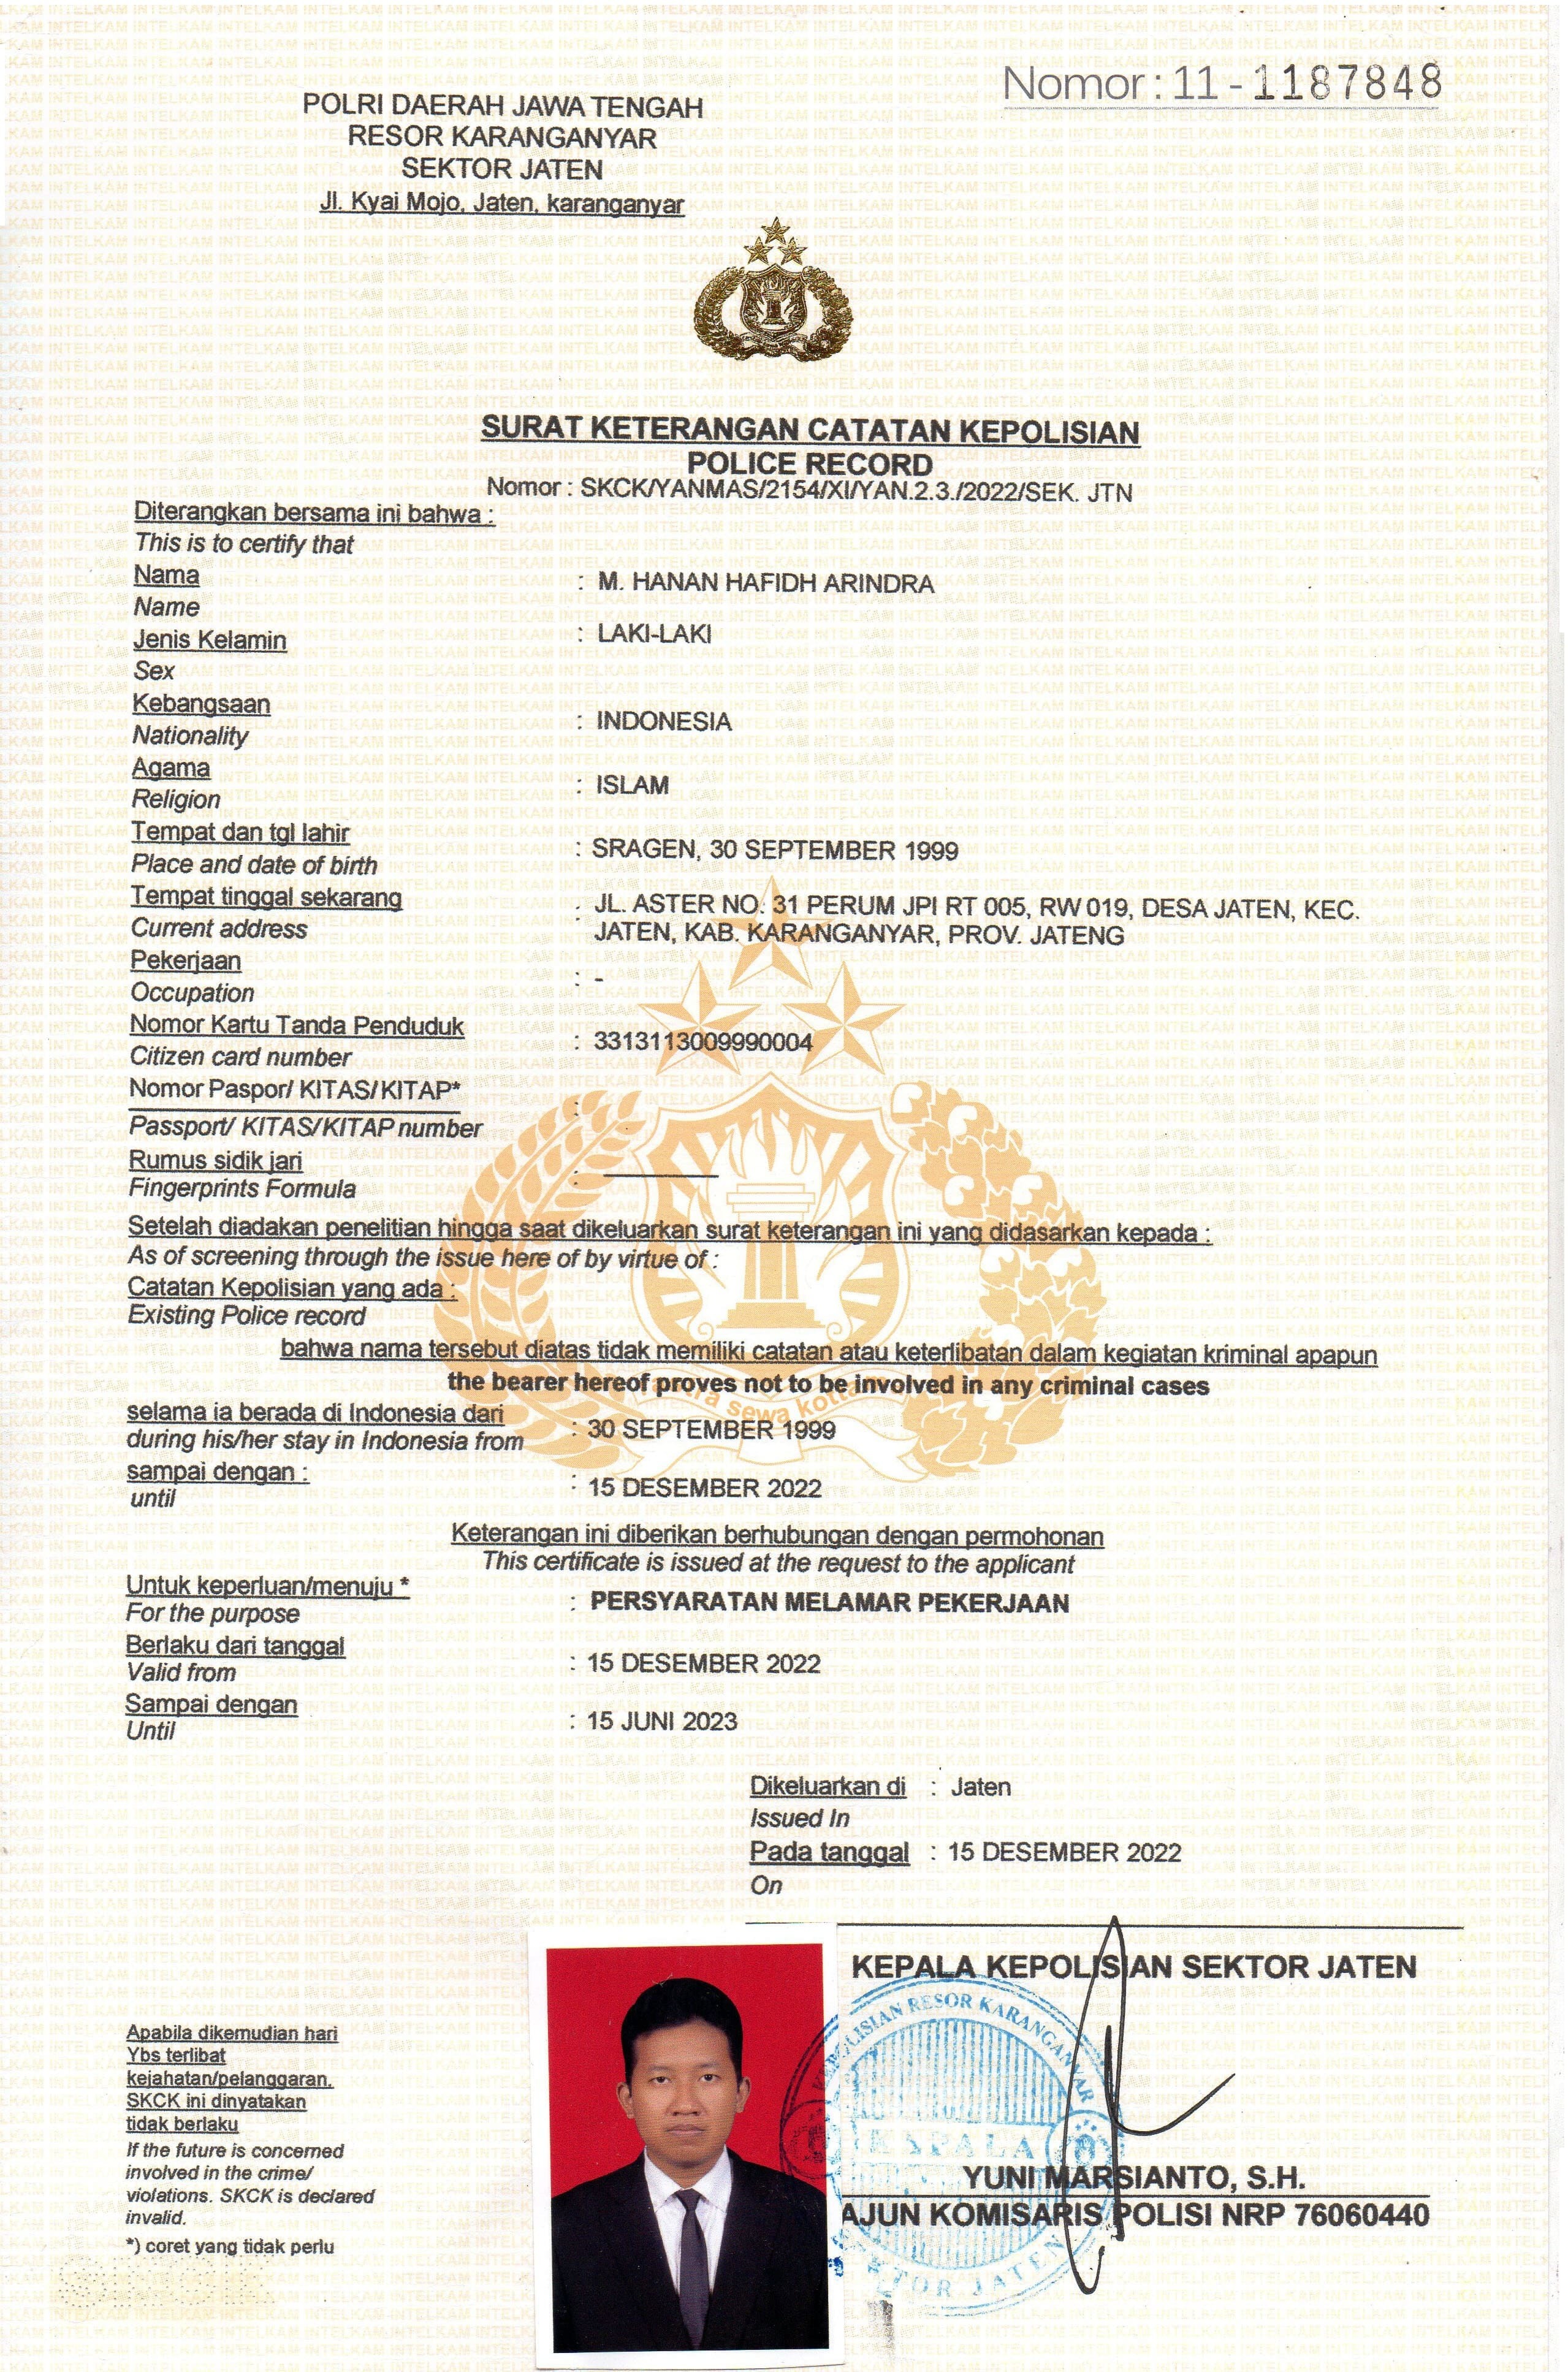 Nomor : 11 - 1187848
POLRI DAERAH JAWA TENGAH
RESOR KARANGANYAR
SEKTOR JATEN
Jl. Kyai Mojo, Jaten, karanganyar
SURAT KETERANGAN CATATAN KEPOLISIAN
POLICE RECORD
Nomor : SKCK/YANMAS/2154/XI/YAN.2.3./2022/SEK. JTN
Diterangkan bersama ini bahwa :
This is to certify that
Nama : M. HANAN HAFIDH ARINDRA
Name
Jenis Kelamin : LAKI-LAKI
Sex
Kebangsaan : INDONESIA
Nationality
Agama : ISLAM
Religion
Tempat dan tgl lahir : SRAGEN, 30 SEPTEMBER 1999
Place and date of birth
Tempat tinggal sekarang : JL. ASTER NO. 31 PERUM JPI RT 005, RW 019, DESA JATEN, KEC.
Current address JATEN, KAB. KARANGANYAR, PROV. JATENG
Pekerjaan : -
Occupation
Nomor Kartu Tanda Penduduk : 3313113009990004
Citizen card number
Nomor Paspor/ KITAS/KITAP* :
Passport/ KITAS/KITAP number
Rumus sidik jari :
Fingerprints Formula
Setelah diadakan penelitian hingga saat dikeluarkan surat keterangan ini yang didasarkan kepada :
As of screening through the issue here of by virtue of :
Catatan Kepolisian yang ada :
Existing Police record
bahwa nama tersebut diatas tidak memiliki catatan atau keterlibatan dalam kegiatan kriminal apapun
the bearer hereof proves not to be involved in any criminal cases
selama ia berada di Indonesia dari : 30 SEPTEMBER 1999
during his/her stay in Indonesia from
sampai dengan : : 15 DESEMBER 2022
until
Keterangan ini diberikan berhubungan dengan permohonan
This certificate is issued at the request to the applicant
Untuk keperluan/menuju * : PERSYARATAN MELAMAR PEKERJAAN
For the purpose
Berlaku dari tanggal : 15 DESEMBER 2022
Valid from
Sampai dengan : 15 JUNI 2023
Until
Dikeluarkan di : Jaten
Issued In
Pada tanggal : 15 DESEMBER 2022
On
KEPALA KEPOLISIAN SEKTOR JATEN
RESOR KARANGANYAR
KAPALA
SEKTOR JATEN
YUNI MARSIANTO, S.H.
AJUN KOMISARIS POLISI NRP 76060440
Apabila dikemudian hari
Ybs terlibat
kejahatan/pelanggaran.
SKCK ini dinyatakan
tidak berlaku
If the future is concerned
involved in the crime/
violations. SKCK is declared
invalid.
*) coret yang tidak perlu